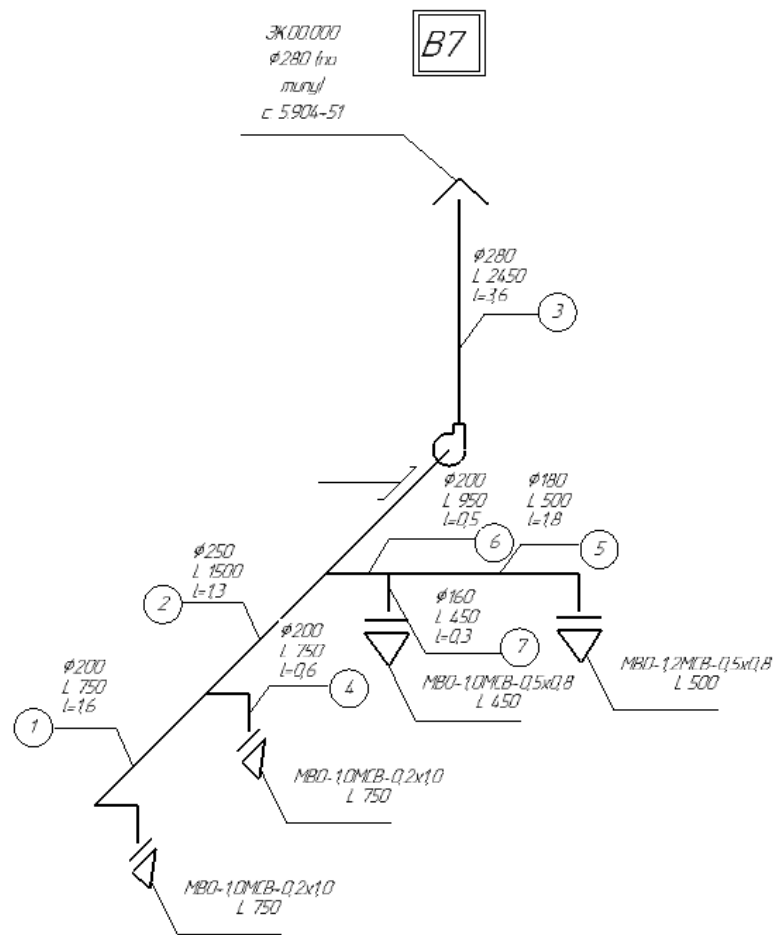 ЗК.00.000
ф280 (по
типу)
с 5.904-51
В7
ф280
L 2450
l=3,6
3
ф200
L 950
l=0,5
ф180
L 500
l=1,8
6
5
ф250
L 1500
l=1,3
2
ф160
L 450
l=0,3
7
ф200
L 750
l=0,6
4
ф200
L 750
l=1,6
1
МВО-1,0МСВ-0,5х0,8
L 450
МВО-1,2МСВ-0,5х0,8
L 500
МВО-1,0МСВ-0,2х1,0
L 750
МВО-1,0МСВ-0,2х1,0
L 750